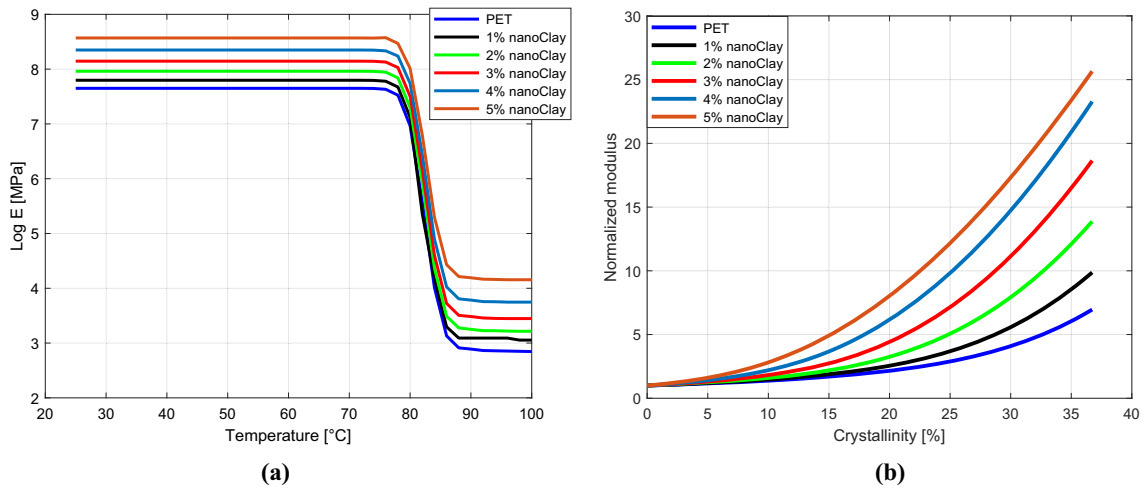 9
8
7
6
5
4
3
2
Log E [MPa]
20 30 40 50 60 70 80 90 100
Temperature [°C]
PET
1% nanoClay
2% nanoClay
3% nanoClay
4% nanoClay
5% nanoClay
(a)
30
25
20
15
10
5
0
Normalized modulus
0 5 10 15 20 25 30 35 40
Crystallinity [%]
PET
1% nanoClay
2% nanoClay
3% nanoClay
4% nanoClay
5% nanoClay
(b)